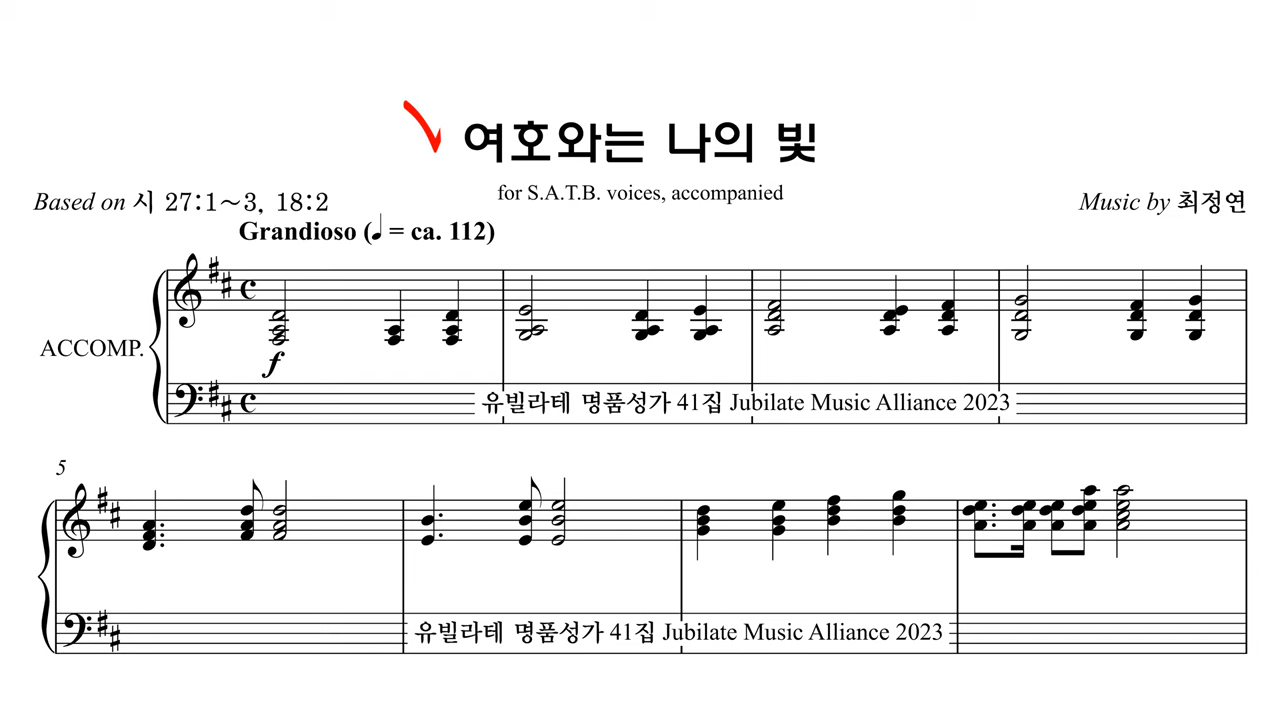 여호와는 나의 빛
for S.A.T.B. voices, accompanied
Based on 시 27:1~3, 18:2
Music by 최정연
Grandioso (♩ = ca. 112)
ACCOMP.
f
유빌라테 명품성가 41집 Jubilate Music Alliance 2023
5
유빌라테 명품성가 41집 Jubilate Music Alliance 2023